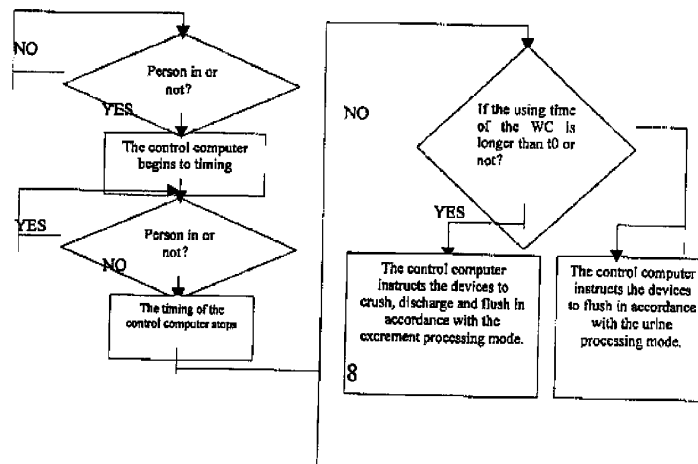 NO
Person in or
not?
YES
The control computer
begins to timing
YES
Person in or
not?
NO
The timing of the
control computer stops
NO
If the using time
of the WC is
longer than t0 or
not?
YES
The control computer
instructs the devices to
crush, discharge and flush in
accordance with the
excrement processing mode.
8
The control computer
instructs the devices
to flush in accordance
with the urine
processing mode.